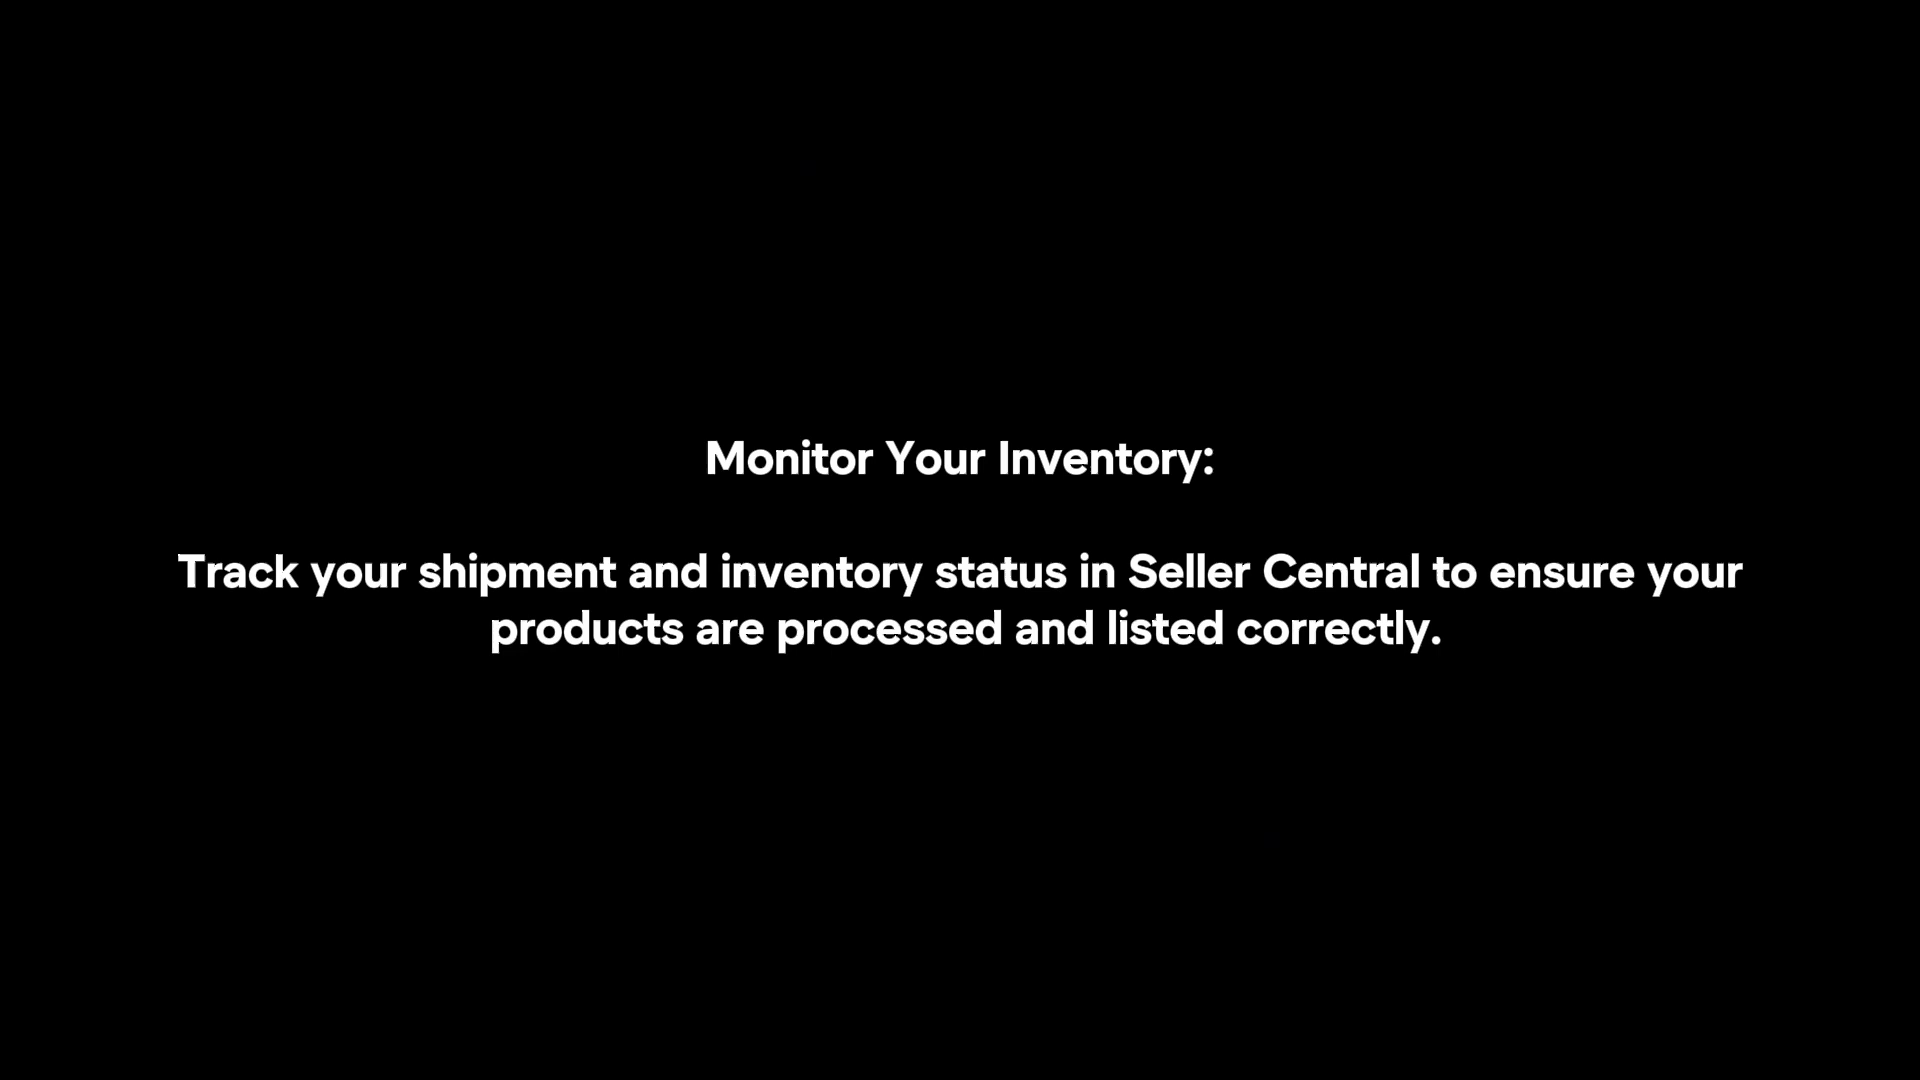 Monitor Your Inventory:
Track your shipment and inventory status in Seller Central to ensure your
products are processed and listed correctly.